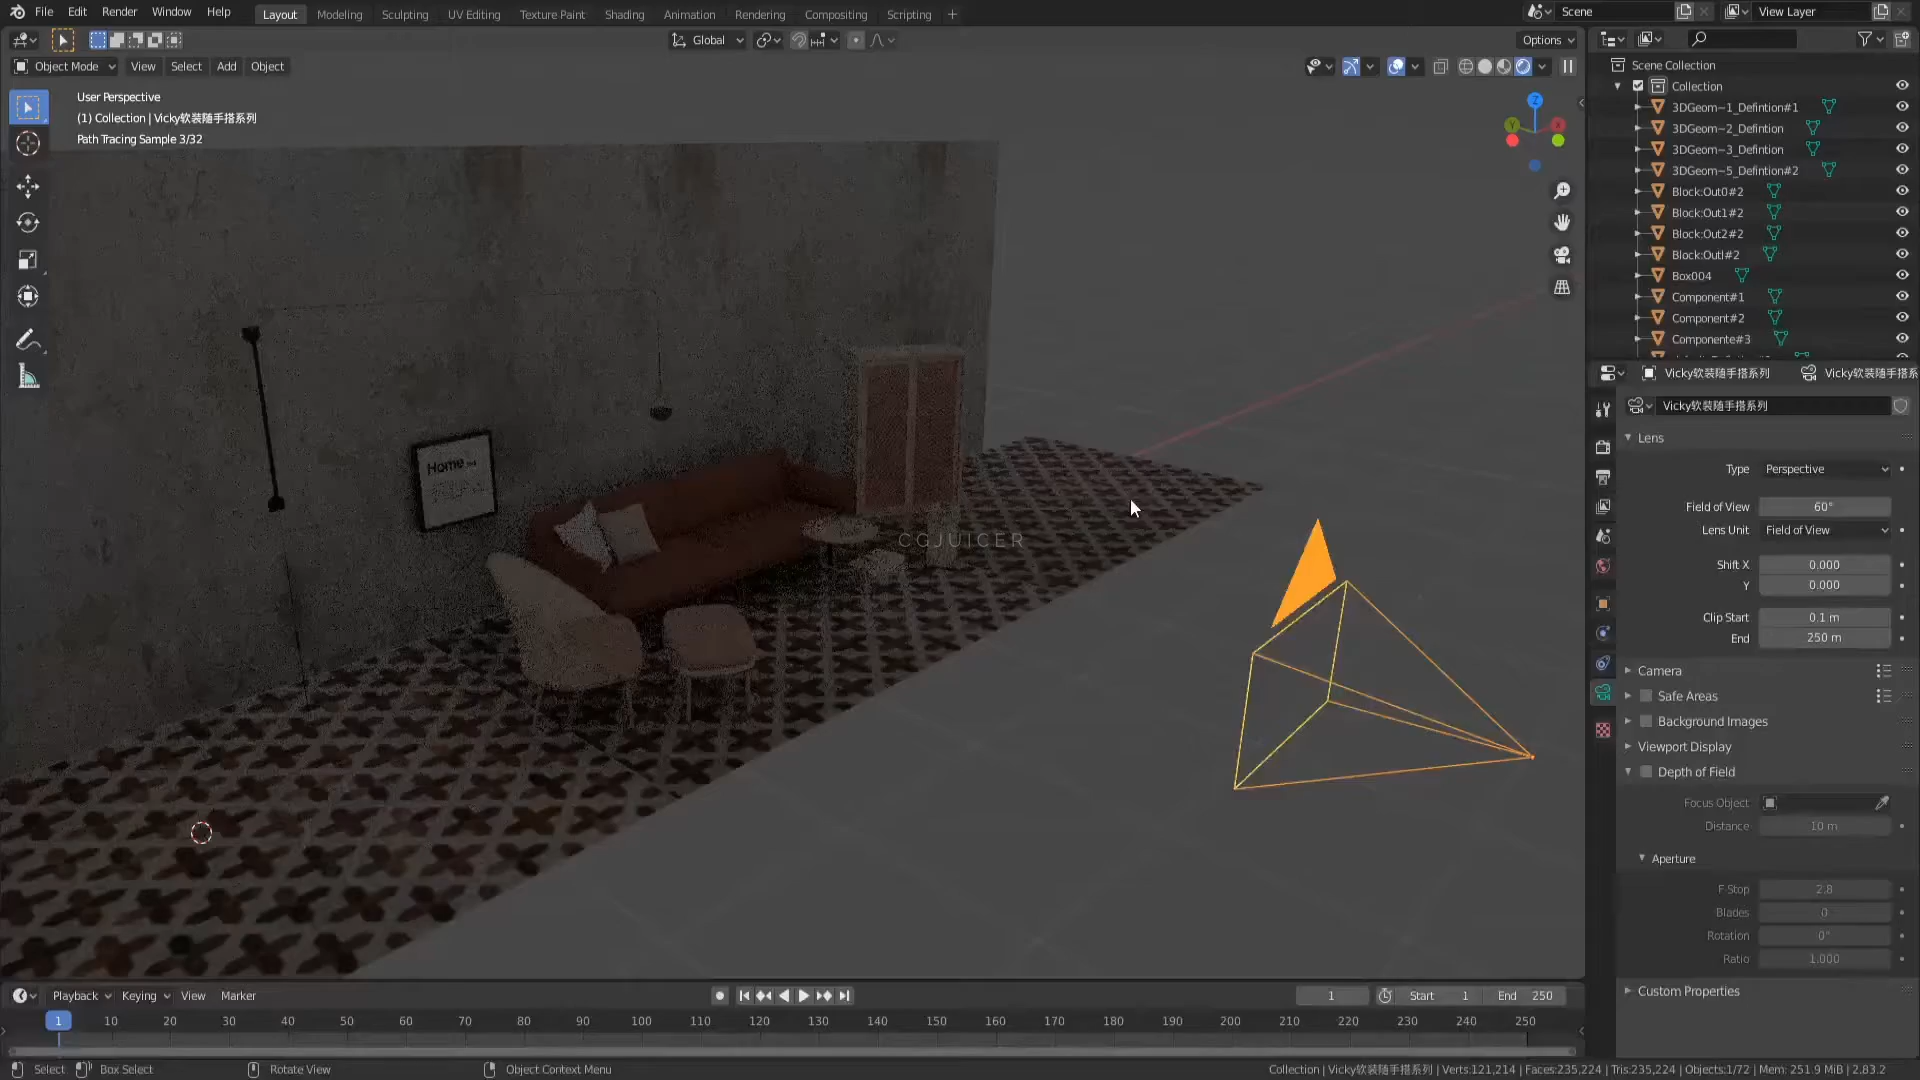 File Edit Render Window Help Layout Modeling Sculpting UV Editing Texture Paint Shading Animation Rendering Compositing Scripting + Scene View Layer
Global Options
Object Mode View Select Add Object
User Perspective
(1) Collection | Vicky软装随手搭系列
Path Tracing Sample 3/32
Z
Y
X
Home
CGJUICER
Scene Collection
Collection
3DGeom~1_Defintion#1
3DGeom~2_Defintion
3DGeom~3_Defintion
3DGeom~5_Defintion#2
Block:Out0#2
Block:Out1#2
Block:Out2#2
Block:OutI#2
Box004
Component#1
Component#2
Componente#3
Vicky软装随手搭系列 Vicky软装随手搭系
Vicky软装随手搭系列
Lens
Type Perspective
Field of View 60°
Lens Unit Field of View
Shift X 0.000
Y 0.000
Clip Start 0.1 m
End 250 m
Camera
Safe Areas
Background Images
Viewport Display
Depth of Field
Focus Object
Distance 10 m
Aperture
F Stop 2.8
Blades 0
Rotation 0°
Ratio 1.000
Custom Properties
Playback Keying View Marker 1 Start 1 End 250
1 10 20 30 40 50 60 70 80 90 100 110 120 130 140 150 160 170 180 190 200 210 220 230 240 250
Select Box Select Rotate View Object Context Menu Collection | Vicky软装随手搭系列 | Verts:121,214 | Faces:235,224 | Tris:235,224 | Objects:1/72 | Mem: 251.9 MiB | 2.83.2